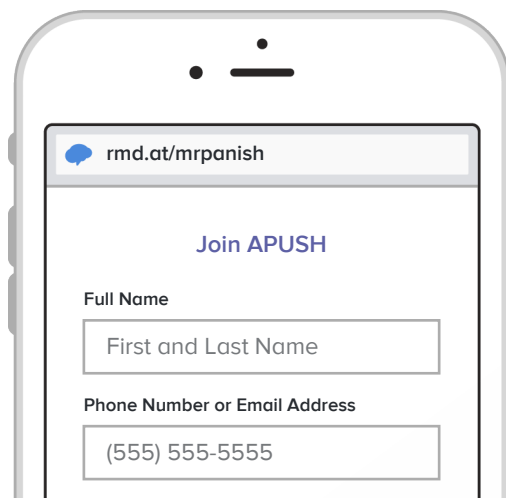 rmd.at/mrpanish
Join APUSH
Full Name
First and Last Name
Phone Number or Email Address
(555) 555-5555